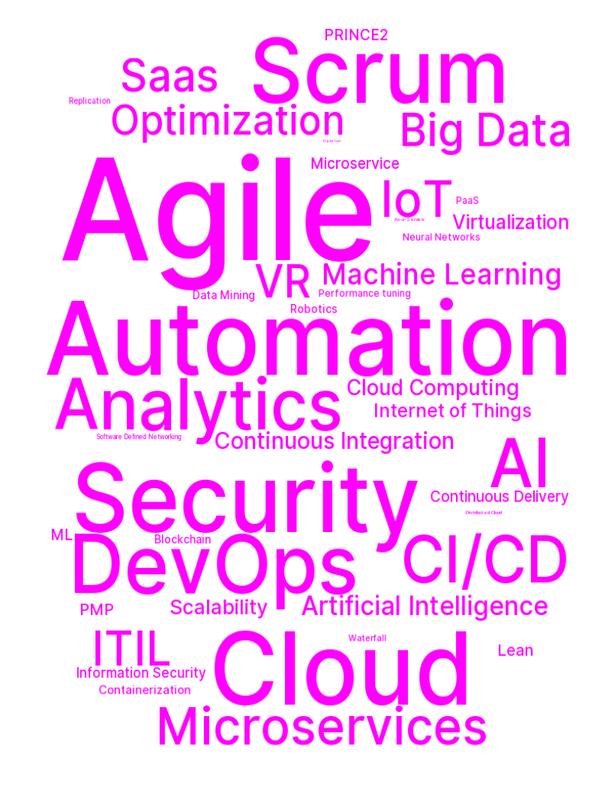 PRINCE2
Scrum
Saas
Replication
Optimization
Big Data
Microservice
Agile
IoT
PaaS
Virtualization
Neural Networks
VR
Machine Learning
Data Mining
Performance tuning
Robotics
Automation
Analytics
Cloud Computing
Internet of Things
Software Defined Networking
Continuous Integration
AI
Security
Continuous Delivery
Distributed Cloud
ML
Blockchain
DevOps
CI/CD
PMP
Scalability
Artificial Intelligence
ITIL
Cloud
Waterfall
Lean
Information Security
Containerization
Microservices